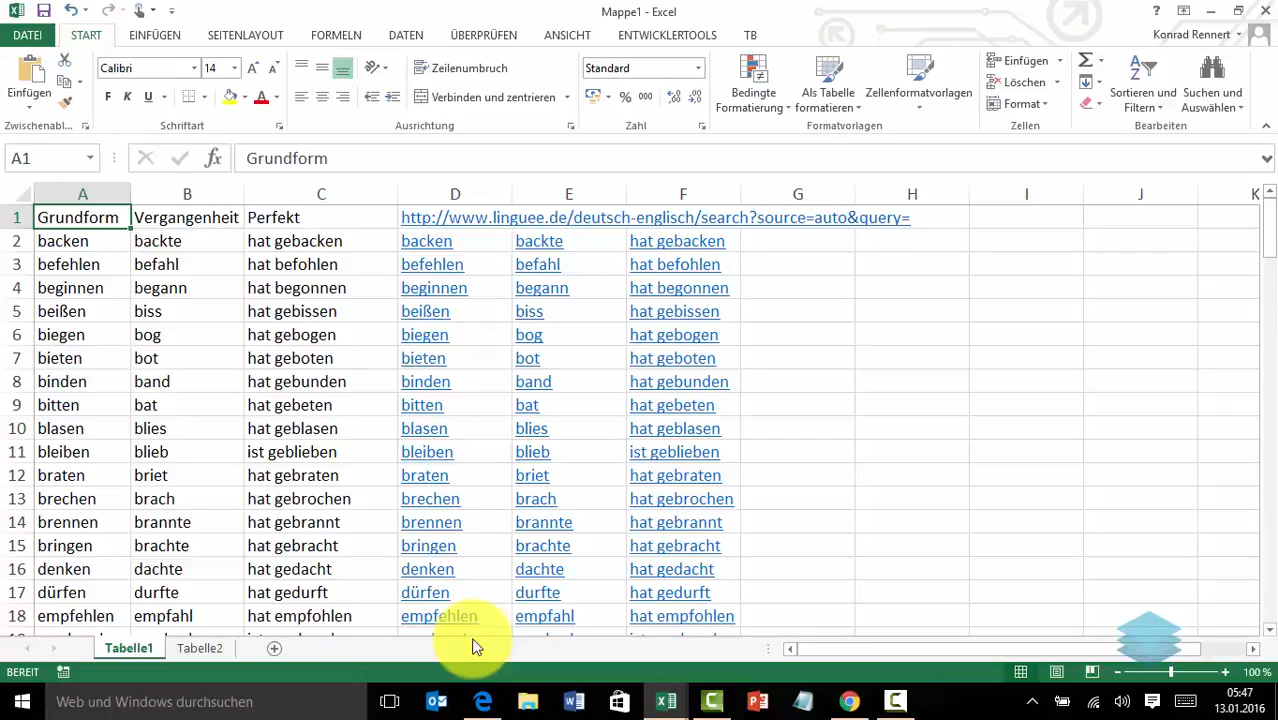 Mappe1 - Excel
DATEI START EINFÜGEN SEITENLAYOUT FORMELN DATEN ÜBERPRÜFEN ANSICHT ENTWICKLERTOOLS TB Konrad Rennert
Einfügen
Zwischenabl...
Calibri 14
F K U
Schriftart
Zeilenumbruch
Verbinden und zentrieren
Ausrichtung
Standard
% 000
Zahl
Bedingte Formatierung
Als Tabelle formatieren
Zellenformatvorlagen
Formatvorlagen
Einfügen
Löschen
Format
Zellen
Sortieren und Filtern
Suchen und Auswählen
Bearbeiten
A1 fx Grundform
A B C D E F G H I J K
1 Grundform Vergangenheit Perfekt http://www.linguee.de/deutsch-englisch/search?source=auto&query=
2 backen backte hat gebacken backen backte hat gebacken
3 befehlen befahl hat befohlen befehlen befahl hat befohlen
4 beginnen begann hat begonnen beginnen begann hat begonnen
5 beißen biss hat gebissen beißen biss hat gebissen
6 biegen bog hat gebogen biegen bog hat gebogen
7 bieten bot hat geboten bieten bot hat geboten
8 binden band hat gebunden binden band hat gebunden
9 bitten bat hat gebeten bitten bat hat gebeten
10 blasen blies hat geblasen blasen blies hat geblasen
11 bleiben blieb ist geblieben bleiben blieb ist geblieben
12 braten briet hat gebraten braten briet hat gebraten
13 brechen brach hat gebrochen brechen brach hat gebrochen
14 brennen brannte hat gebrannt brennen brannte hat gebrannt
15 bringen brachte hat gebracht bringen brachte hat gebracht
16 denken dachte hat gedacht denken dachte hat gedacht
17 dürfen durfte hat gedurft dürfen durfte hat gedurft
18 empfehlen empfahl hat empfohlen empfehlen empfahl hat empfohlen
Tabelle1 Tabelle2
BEREIT 100 %
Web und Windows durchsuchen
05:47
13.01.2016